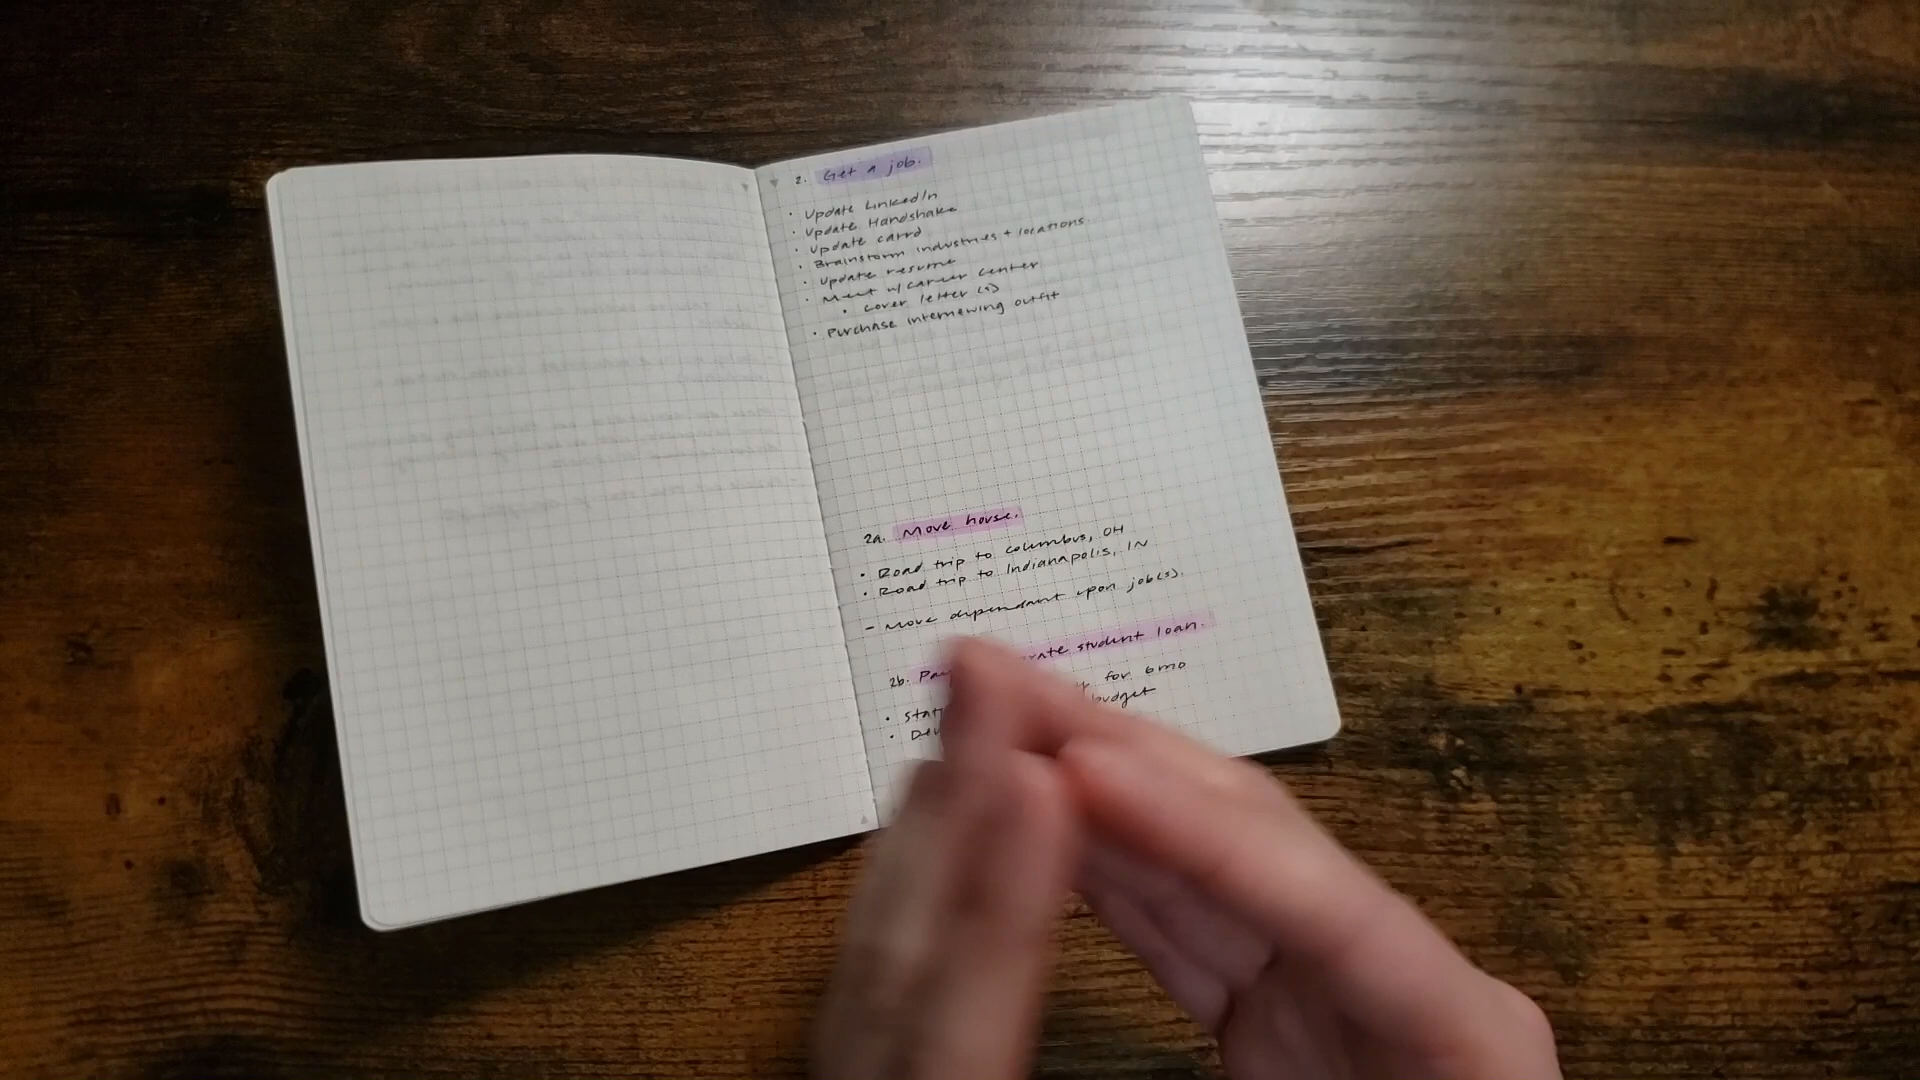 2. Get a job.
• Update LinkedIn
• Update Handshake
• Update carrd
• Brainstorm industries + locations.
• Update resume
• Meet w/ career center
• Cover letter (s)
• Purchase interviewing outfit
2a. Move house.
• Road trip to Columbus, OH
• Road trip to Indianapolis, IN
- Move dependant upon job(s).
2b. student loan.
• for 6mo
• budget